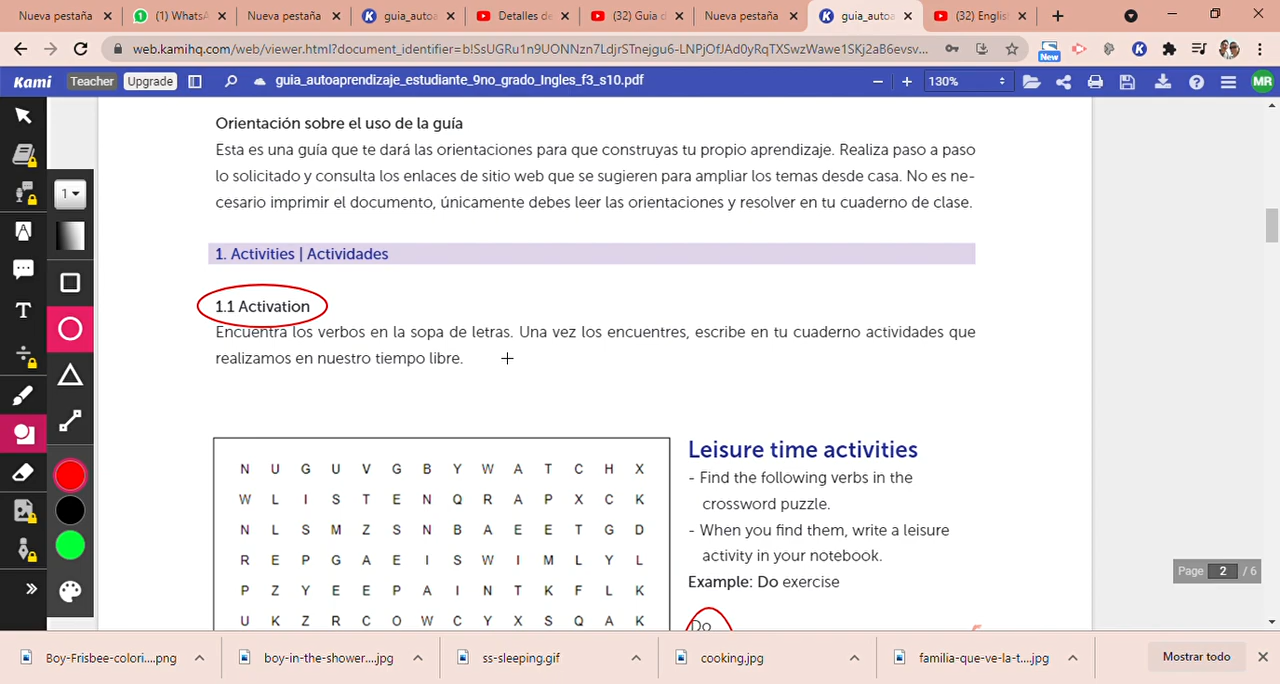 Nueva pestaña
(1) WhatsA
Nueva pestaña
guia_autoa
Detalles de
(32) Guia d
Nueva pestaña
guia_autoa
(32) Englis
web.kamihq.com/web/viewer.html?document_identifier=blSsUGRu1n9UONNzn7LdjrSTnejgu6-LNPjOfJAd0yRqTXSwzWawe1SKj2aB6evsv...
New
Kami
Teacher
Upgrade
guia_autoaprendizaje_estudiante_9no_grado_Ingles_f3_s10.pdf
130%
MR
Orientación sobre el uso de la guía
Esta es una guía que te dará las orientaciones para que construyas tu propio aprendizaje. Realiza paso a paso
lo solicitado y consulta los enlaces de sitio web que se sugieren para ampliar los temas desde casa. No es ne-
cesario imprimir el documento, únicamente debes leer las orientaciones y resolver en tu cuaderno de clase.
1
1. Activities | Actividades
1.1 Activation
Encuentra los verbos en la sopa de letras. Una vez los encuentres, escribe en tu cuaderno actividades que
realizamos en nuestro tiempo libre.
N U G U V G B Y W A T C H X
W L I S T E N Q R A P X C K
N L S M Z S N B A E E T G D
R E P G A E I S W I M L Y L
P Z Y E E P A I N T K F L K
U K Z R C O W C Y X S Q A K
Leisure time activities
- Find the following verbs in the
crossword puzzle.
- When you find them, write a leisure
activity in your notebook.
Example: Do exercise
Do
Page 2 / 6
Boy-Frisbee-colori....png
boy-in-the-shower....jpg
ss-sleeping.gif
cooking.jpg
familia-que-ve-la-t....jpg
Mostrar todo